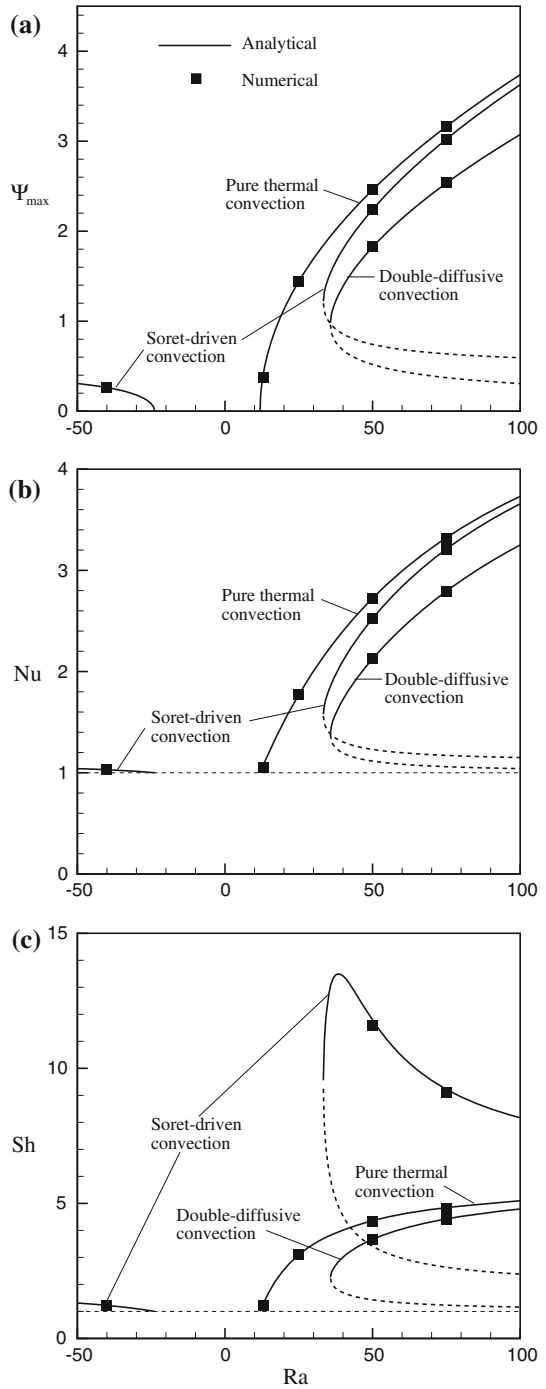 (a)
Analytical
Numerical
4
3
2
1
0
Ψmax
Pure thermal
convection
Double-diffusive
convection
Soret-driven
convection
-50
0
50
100
(b)
4
3
2
1
0
Nu
Pure thermal
convection
Double-diffusive
convection
Soret-driven
convection
-50
0
50
100
(c)
15
10
5
0
Sh
Soret-driven
convection
Pure thermal
convection
Double-diffusive
convection
-50
0
50
100
Ra